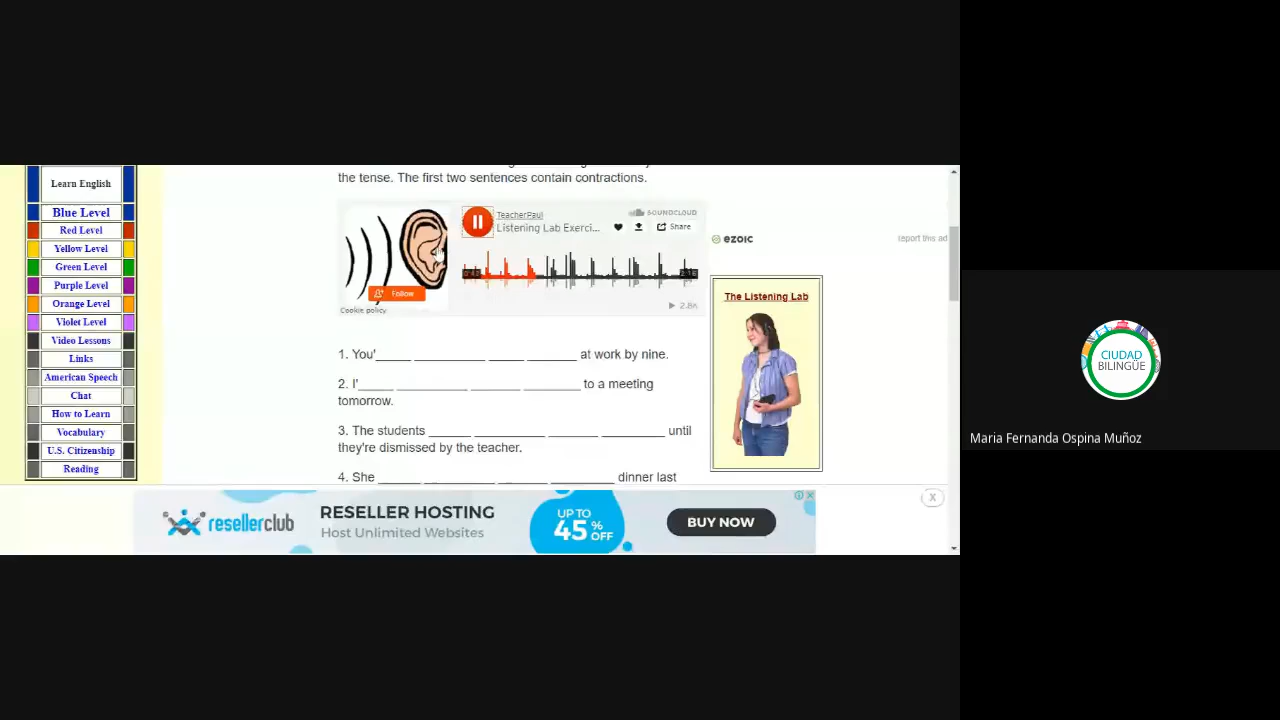 the tense. The first two sentences contain contractions.
Learn English
Blue Level
Red Level
Yellow Level
Green Level
Purple Level
Orange Level
Violet Level
Video Lessons
Links
American Speech
Chat
How to Learn
Vocabulary
U.S. Citizenship
Reading
TeacherPaul
SOUNDCLOUD
Listening Lab Exerci...
Share
Follow
Cookie policy
2.8K
ezoic
report this ad
The Listening Lab
1. You'_____ __________ _____ _______ at work by nine.
2. I'_____ __________ _______ ________ to a meeting
tomorrow.
3. The students ______ __________ _______ _________ until
they're dismissed by the teacher.
4. She ______ __________ _______ _________ dinner last
resellerclub
RESELLER HOSTING
Host Unlimited Websites
UP TO
45 %
OFF
BUY NOW
X
CIUDAD
BILINGÜE
Maria Fernanda Ospina Muñoz